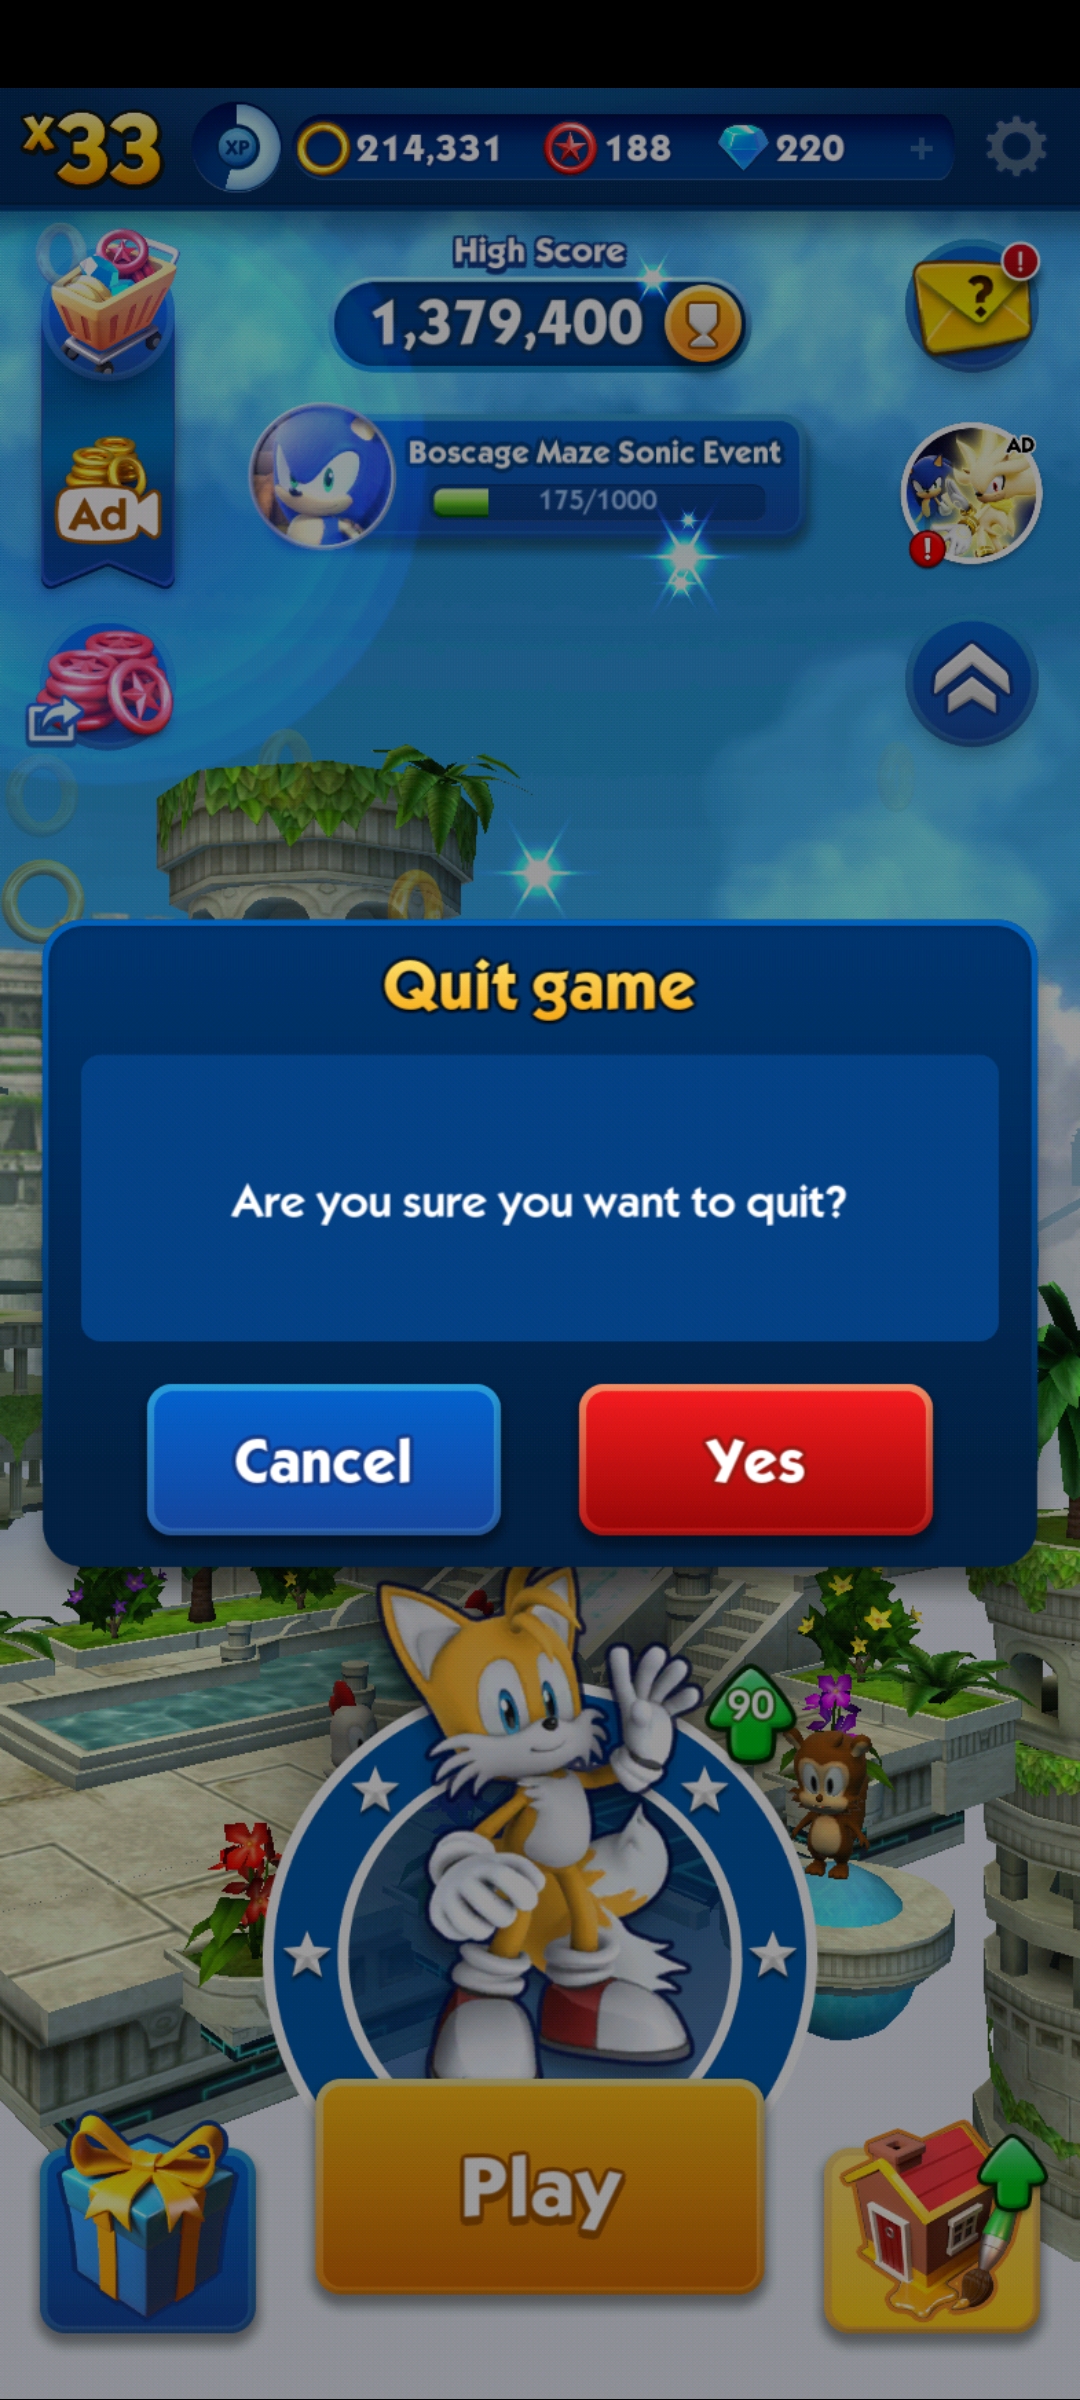 x33
XP
214,331
188
220
+
High Score
1,379,400
?
!
Boscage Maze Sonic Event
175/1000
AD
!
Ad
Quit game
Are you sure you want to quit?
Cancel
Yes
90
Play